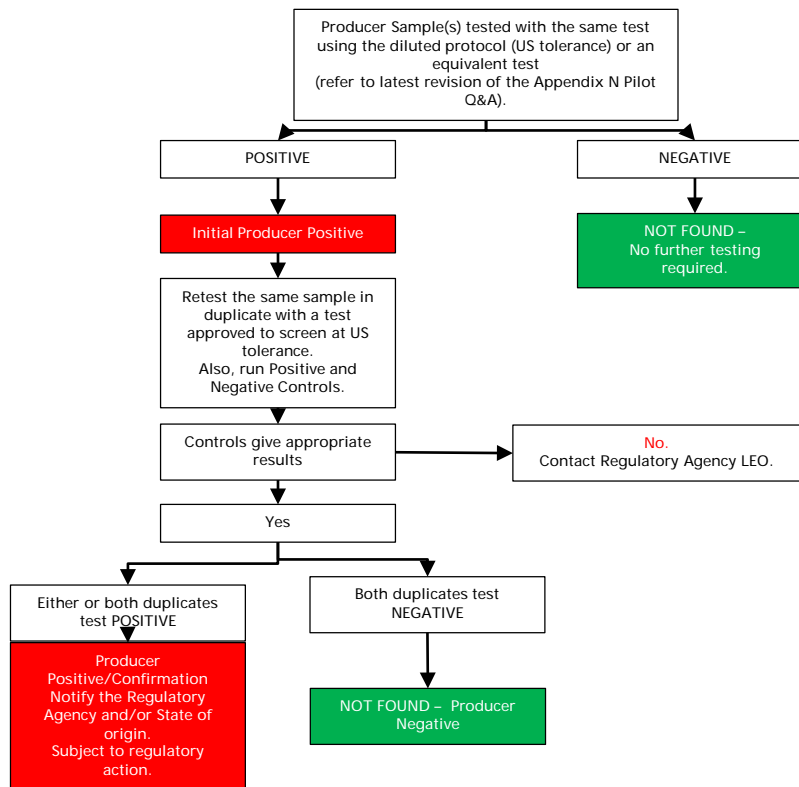 Producer Sample(s) tested with the same test
using the diluted protocol (US tolerance) or an
equivalent test
(refer to latest revision of the Appendix N Pilot
Q&A).
POSITIVE
NEGATIVE
Initial Producer Positive
NOT FOUND –
No further testing
required.
Retest the same sample in
duplicate with a test
approved to screen at US
tolerance.
Also, run Positive and
Negative Controls.
Controls give appropriate
results
No.
Contact Regulatory Agency LEO.
Yes
Either or both duplicates
test POSITIVE
Both duplicates test
NEGATIVE
Producer
Positive/Confirmation
Notify the Regulatory
Agency and/or State of
origin.
Subject to regulatory
action.
NOT FOUND – Producer
Negative